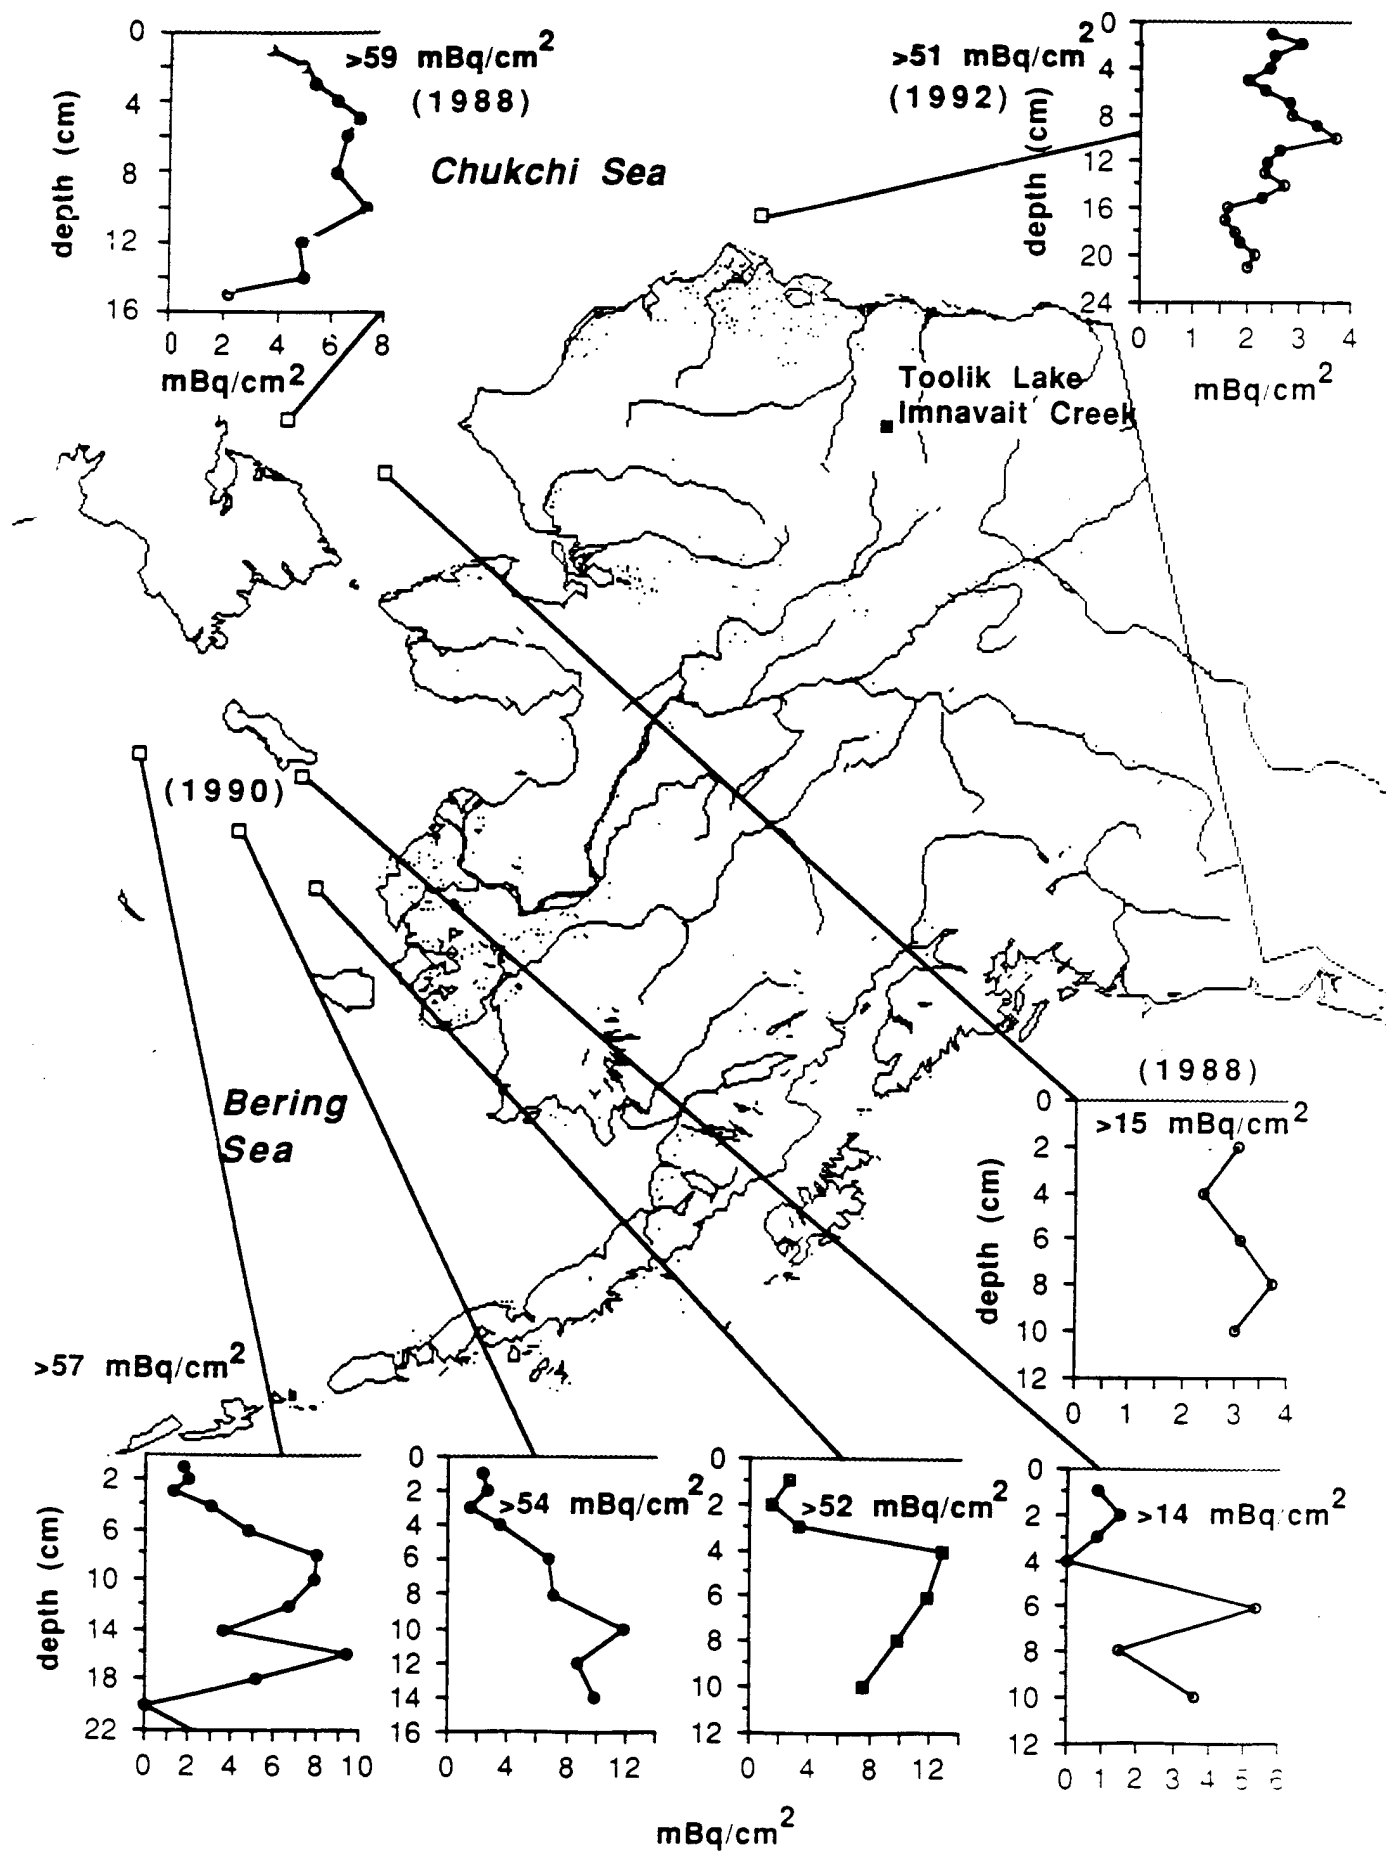 0
4
8
12
16
depth (cm)
>59 mBq/cm2
(1988)
0 2 4 6 8
mBq/cm2
Chukchi Sea
>51 mBq/cm2
(1992)
0
4
8
12
16
20
24
depth (cm)
0 1 2 3 4
mBq/cm2
Toolik Lake
Imnavait Creek
(1990)
Bering
Sea
(1988)
>15 mBq/cm2
0
2
4
6
8
10
12
depth (cm)
0 1 2 3 4
>57 mBq/cm2
2
6
10
14
18
22
depth (cm)
0 2 4 6 8 10
>54 mBq/cm2
0
2
4
6
8
10
12
14
16
0 4 8 12
>52 mBq/cm2
0
2
4
6
8
10
12
0 4 8 12
>14 mBq/cm2
0
2
4
6
8
10
12
0 1 2 3 4 5 6
mBq/cm2